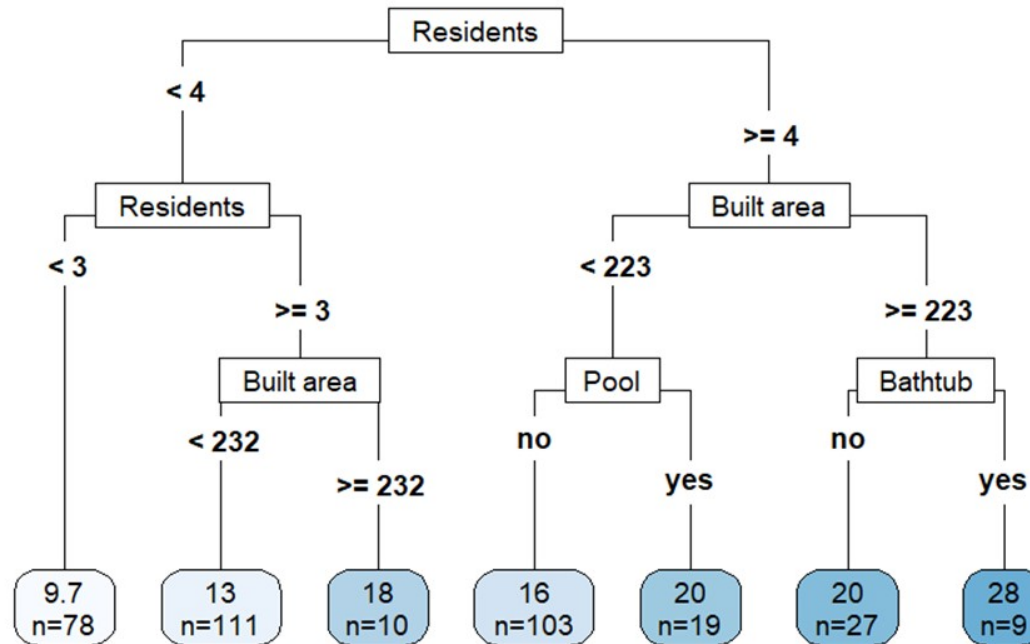 Residents
< 4
>= 4
Residents
Built area
< 3
< 223
>= 3
>= 223
Built area
Pool
Bathtub
< 232
no
no
>= 232
yes
yes
9.7
n=78
13
n=111
18
n=10
16
n=103
20
n=19
20
n=27
28
n=9